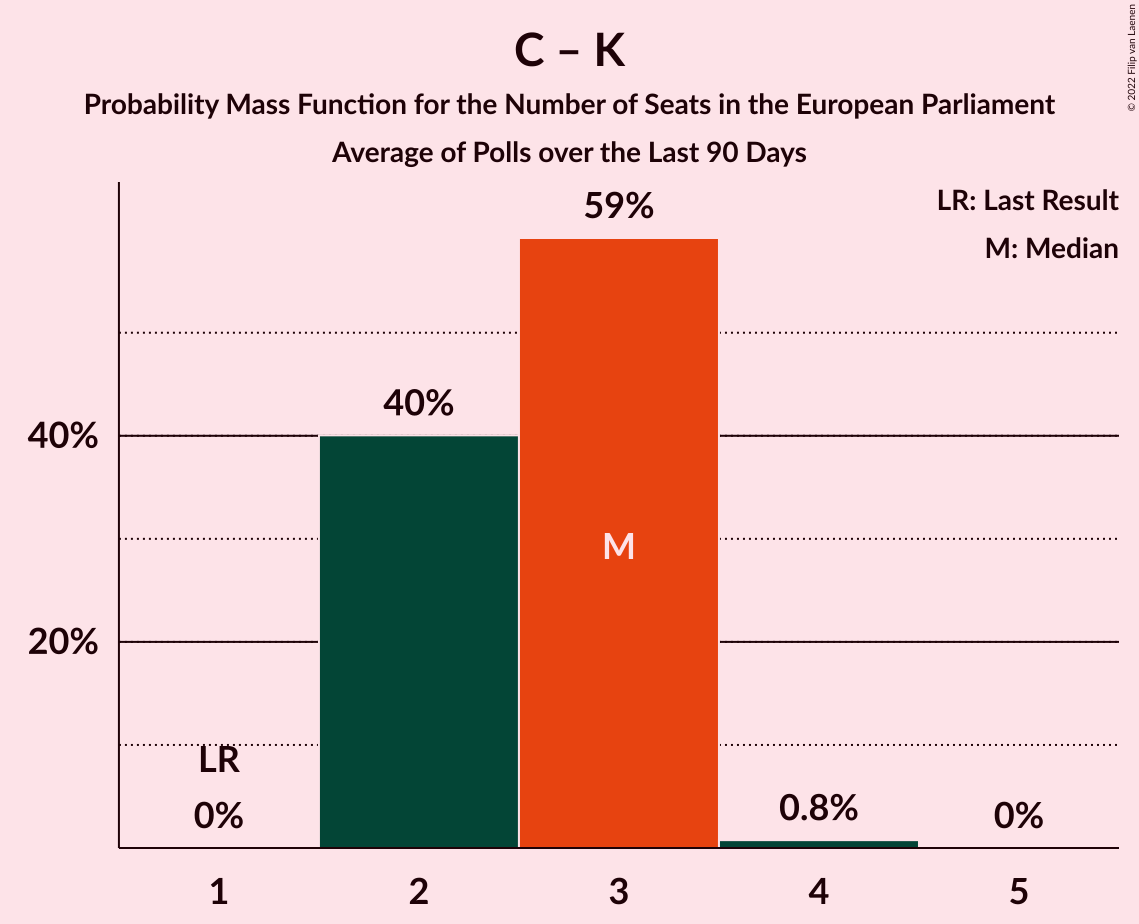 C – K
Probability Mass Function for the Number of Seats in the European Parliament
Average of Polls over the Last 90 Days
© 2022 Filip van Laenen
LR: Last Result
M: Median
59%
40%
40%
M
20%
LR
0%
0.8%
0%
1 2 3 4 5